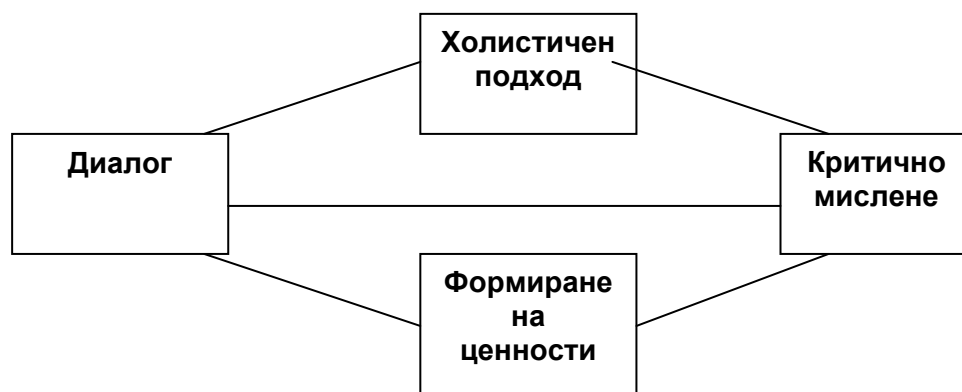 Холистичен
подход
Диалог
Критично
мислене
Формиране
на
ценности